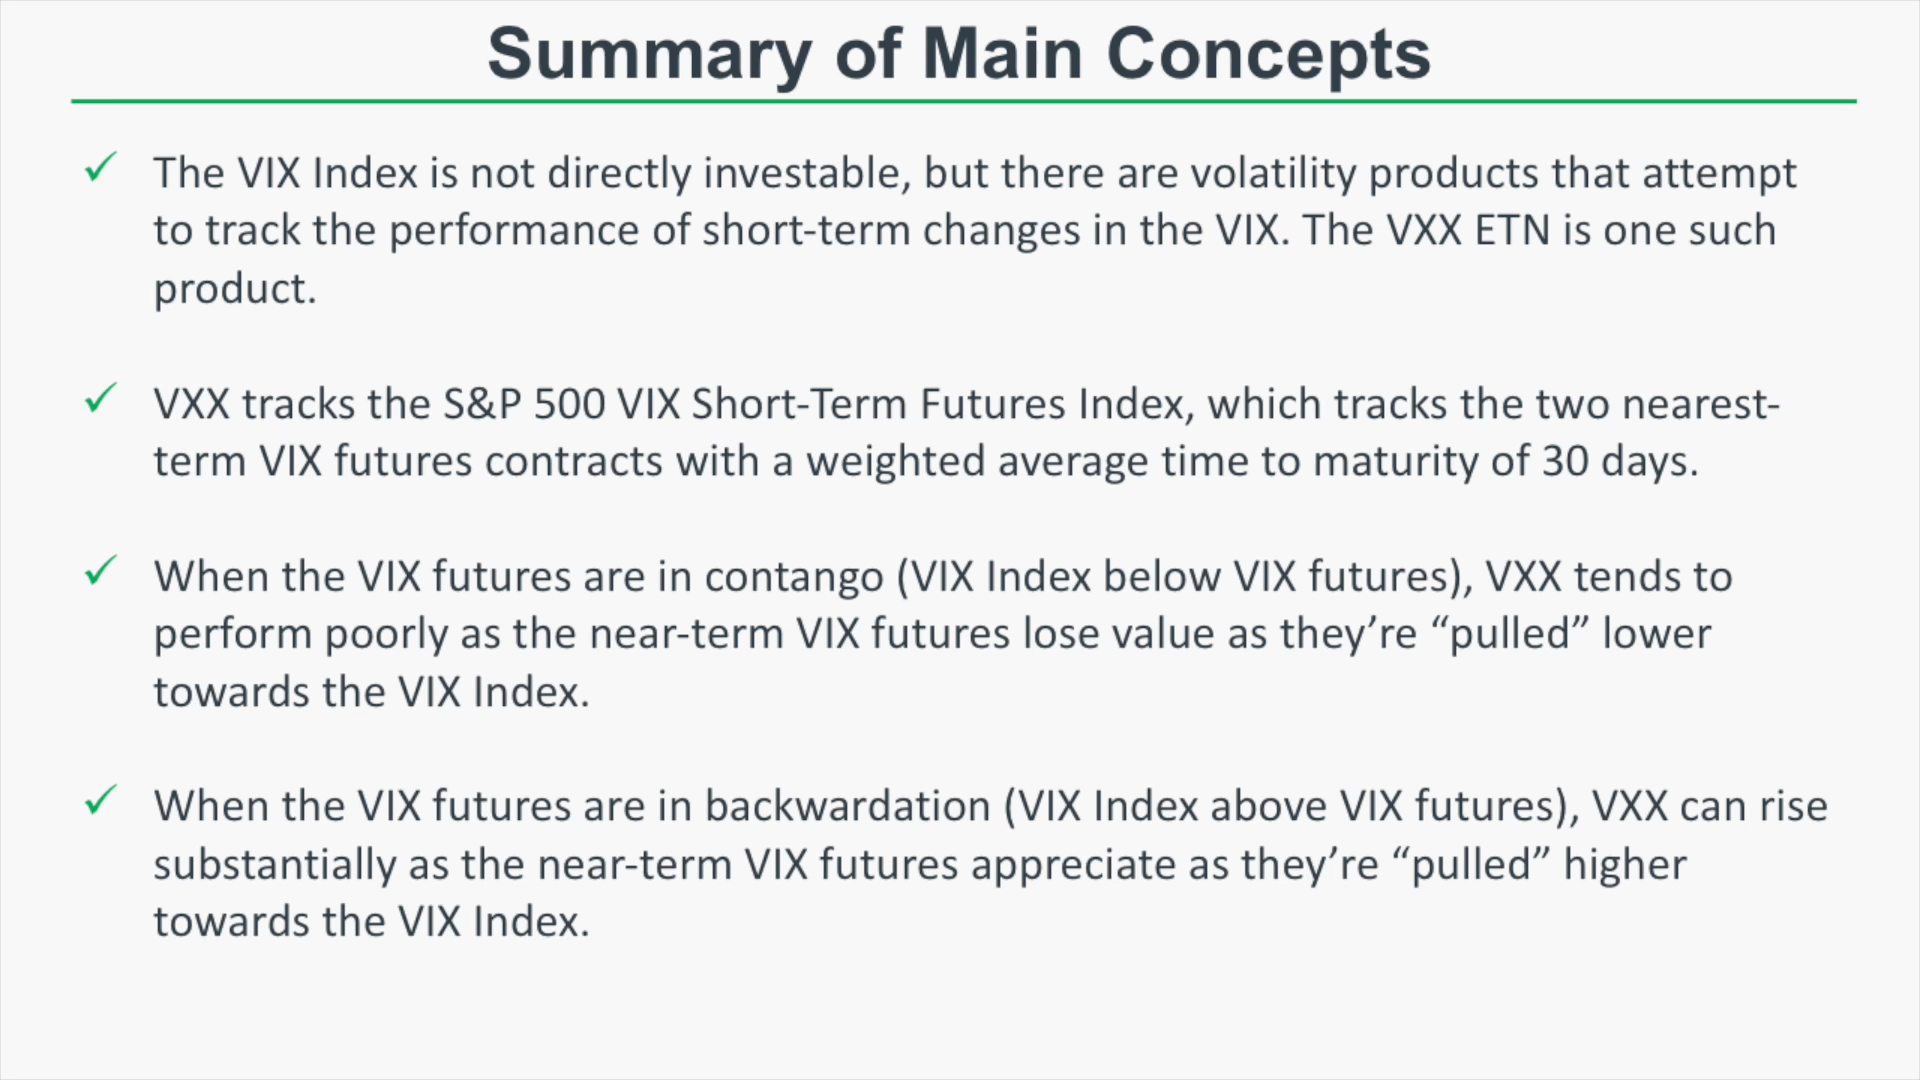 Summary of Main Concepts
✓ The VIX Index is not directly investable, but there are volatility products that attempt
to track the performance of short-term changes in the VIX. The VXX ETN is one such
product.
✓ VXX tracks the S&P 500 VIX Short-Term Futures Index, which tracks the two nearest-
term VIX futures contracts with a weighted average time to maturity of 30 days.
✓ When the VIX futures are in contango (VIX Index below VIX futures), VXX tends to
perform poorly as the near-term VIX futures lose value as they’re “pulled” lower
towards the VIX Index.
✓ When the VIX futures are in backwardation (VIX Index above VIX futures), VXX can rise
substantially as the near-term VIX futures appreciate as they’re “pulled” higher
towards the VIX Index.